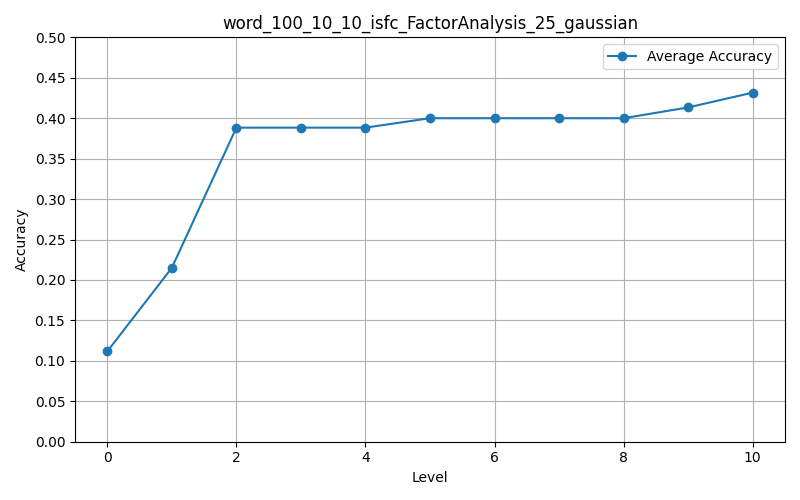 word_100_10_10_isfc_FactorAnalysis_25_gaussian
Average Accuracy
Accuracy
0.50
0.45
0.40
0.35
0.30
0.25
0.20
0.15
0.10
0.05
0.00
0 2 4 6 8 10
Level